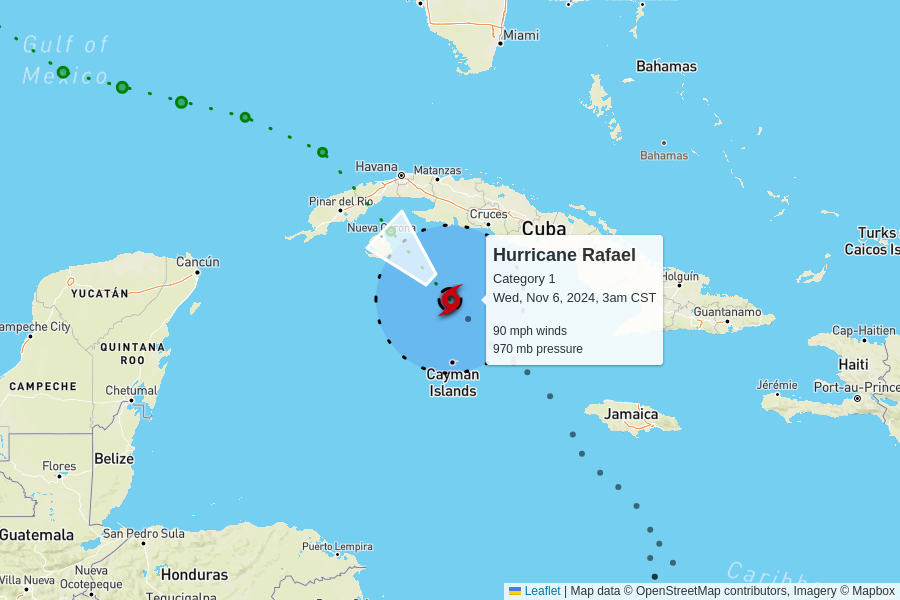 Gulf of
Mexico
Miami
Bahamas
Bahamas
Havana
Matanzas
Pinar del Río
Cruces
Nueva Gerona
Cuba
Turks
Caicos Is
Hurricane Rafael
Category 1
Wed, Nov 6, 2024, 3am CST
90 mph winds
970 mb pressure
Holguín
Guantanamo
Cancún
YUCATÁN
ampeche City
QUINTANA
ROO
CAMPECHE
Chetumal
Cayman
Islands
Cap-Haitien
Haiti
Jérémie
Port-au-Prince
Jamaica
Belize
Flores
Guatemala
San Pedro Sula
Puerto Lempira
Honduras
Villa Nueva
Nueva
Ocotepeque
Tegucigalpa
Caribb
Leaflet | Map data © OpenStreetMap contributors, Imagery © Mapbox